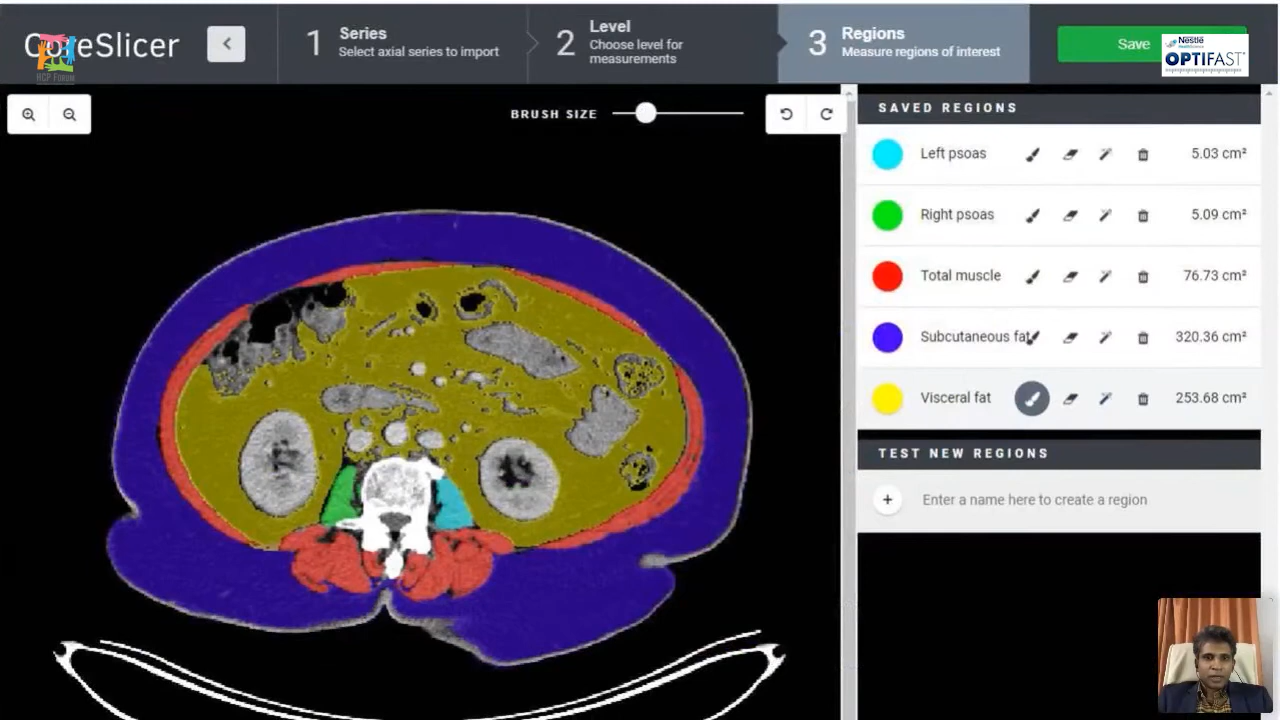 CoreSlicer
HCP Forum
1
Series
Select axial series to import
2
Level
Choose level for
measurements
3
Regions
Measure regions of interest
Save
Nestlé
HealthScience
OPTIFAST
BRUSH SIZE
SAVED REGIONS
Left psoas 5.03 cm²
Right psoas 5.09 cm²
Total muscle 76.73 cm²
Subcutaneous fat 320.36 cm²
Visceral fat 253.68 cm²
TEST NEW REGIONS
Enter a name here to create a region